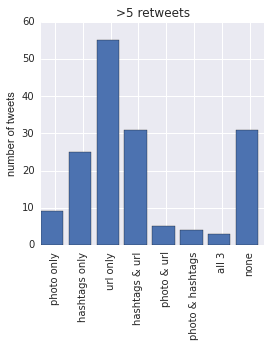 >5 retweets
number of tweets
60
50
40
30
20
10
0
photo only
hashtags only
url only
hashtags & url
photo & url
photo & hashtags
all 3
none